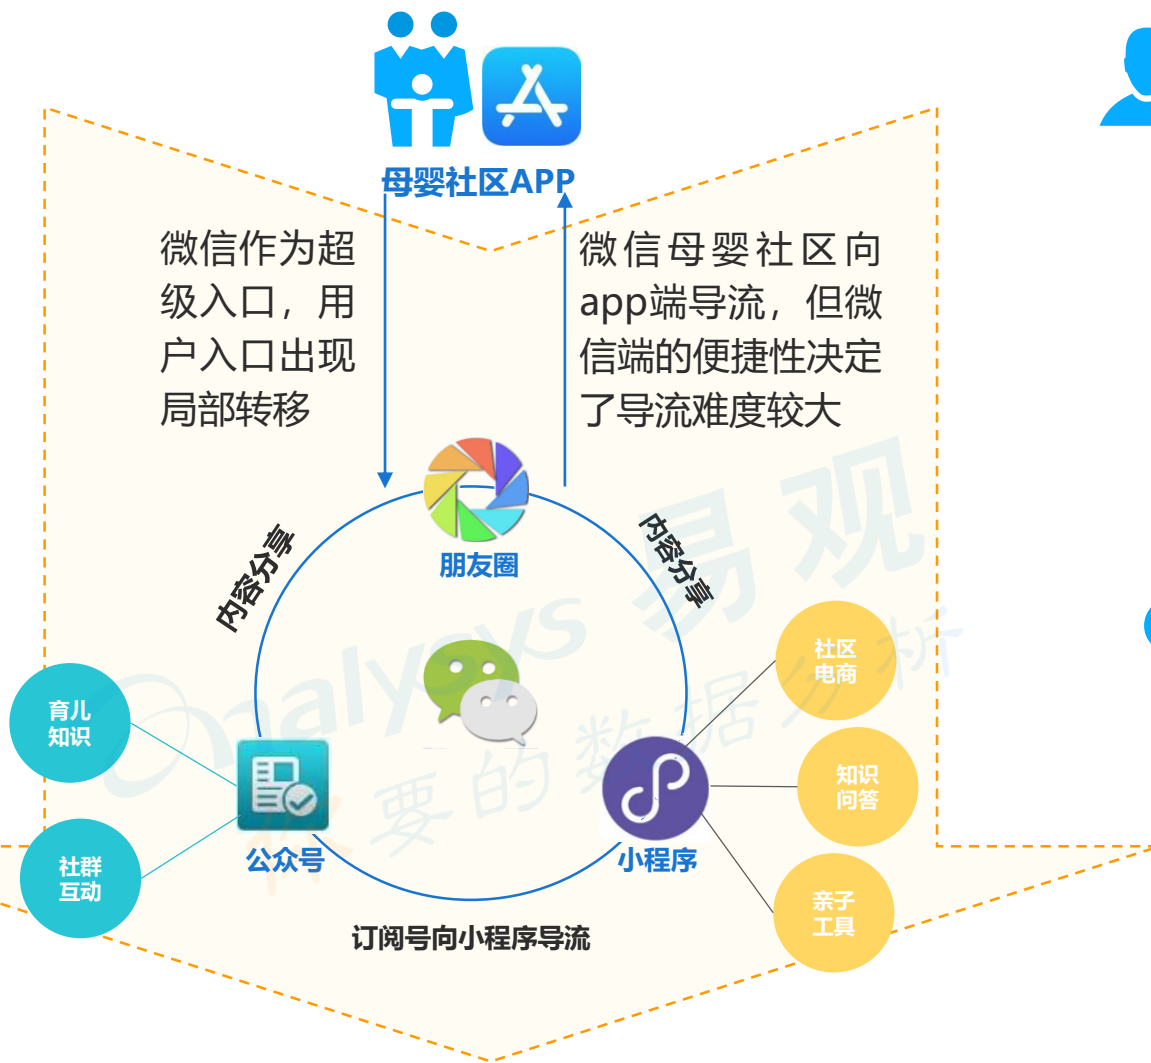 母婴社区APP
微信作为超
级入口，用
户入口出现
局部转移
微信母婴社区向
app端导流，但微
信端的便捷性决定
了导流难度较大
内容分享
朋友圈
内容分享
育儿
知识
社群
互动
公众号
小程序
社区
电商
知识
问答
亲子
工具
订阅号向小程序导流
analysys 易观
你要的数据分析